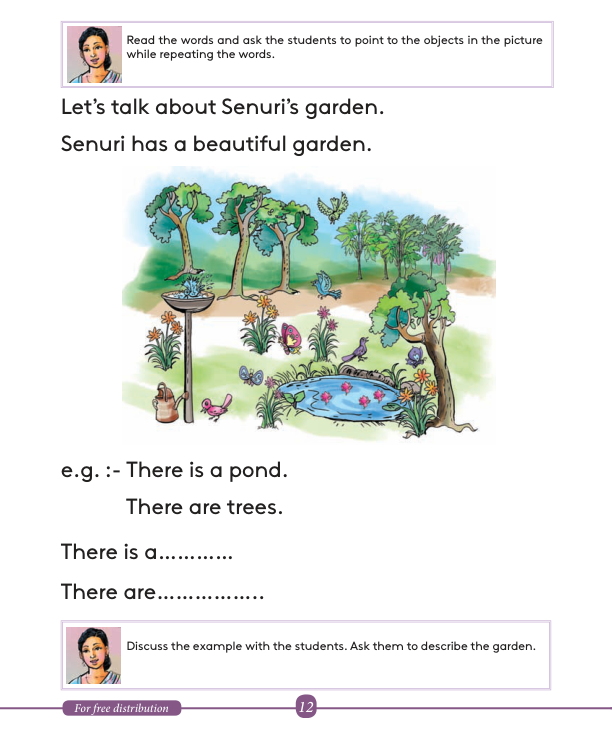 Read the words and ask the students to point to the objects in the picture
while repeating the words.
Let's talk about Senuri's garden.
Senuri has a beautiful garden.
e.g. :- There is a pond.
There are trees.
There is a............
There are.................
Discuss the example with the students. Ask them to describe the garden.
For free distribution
12